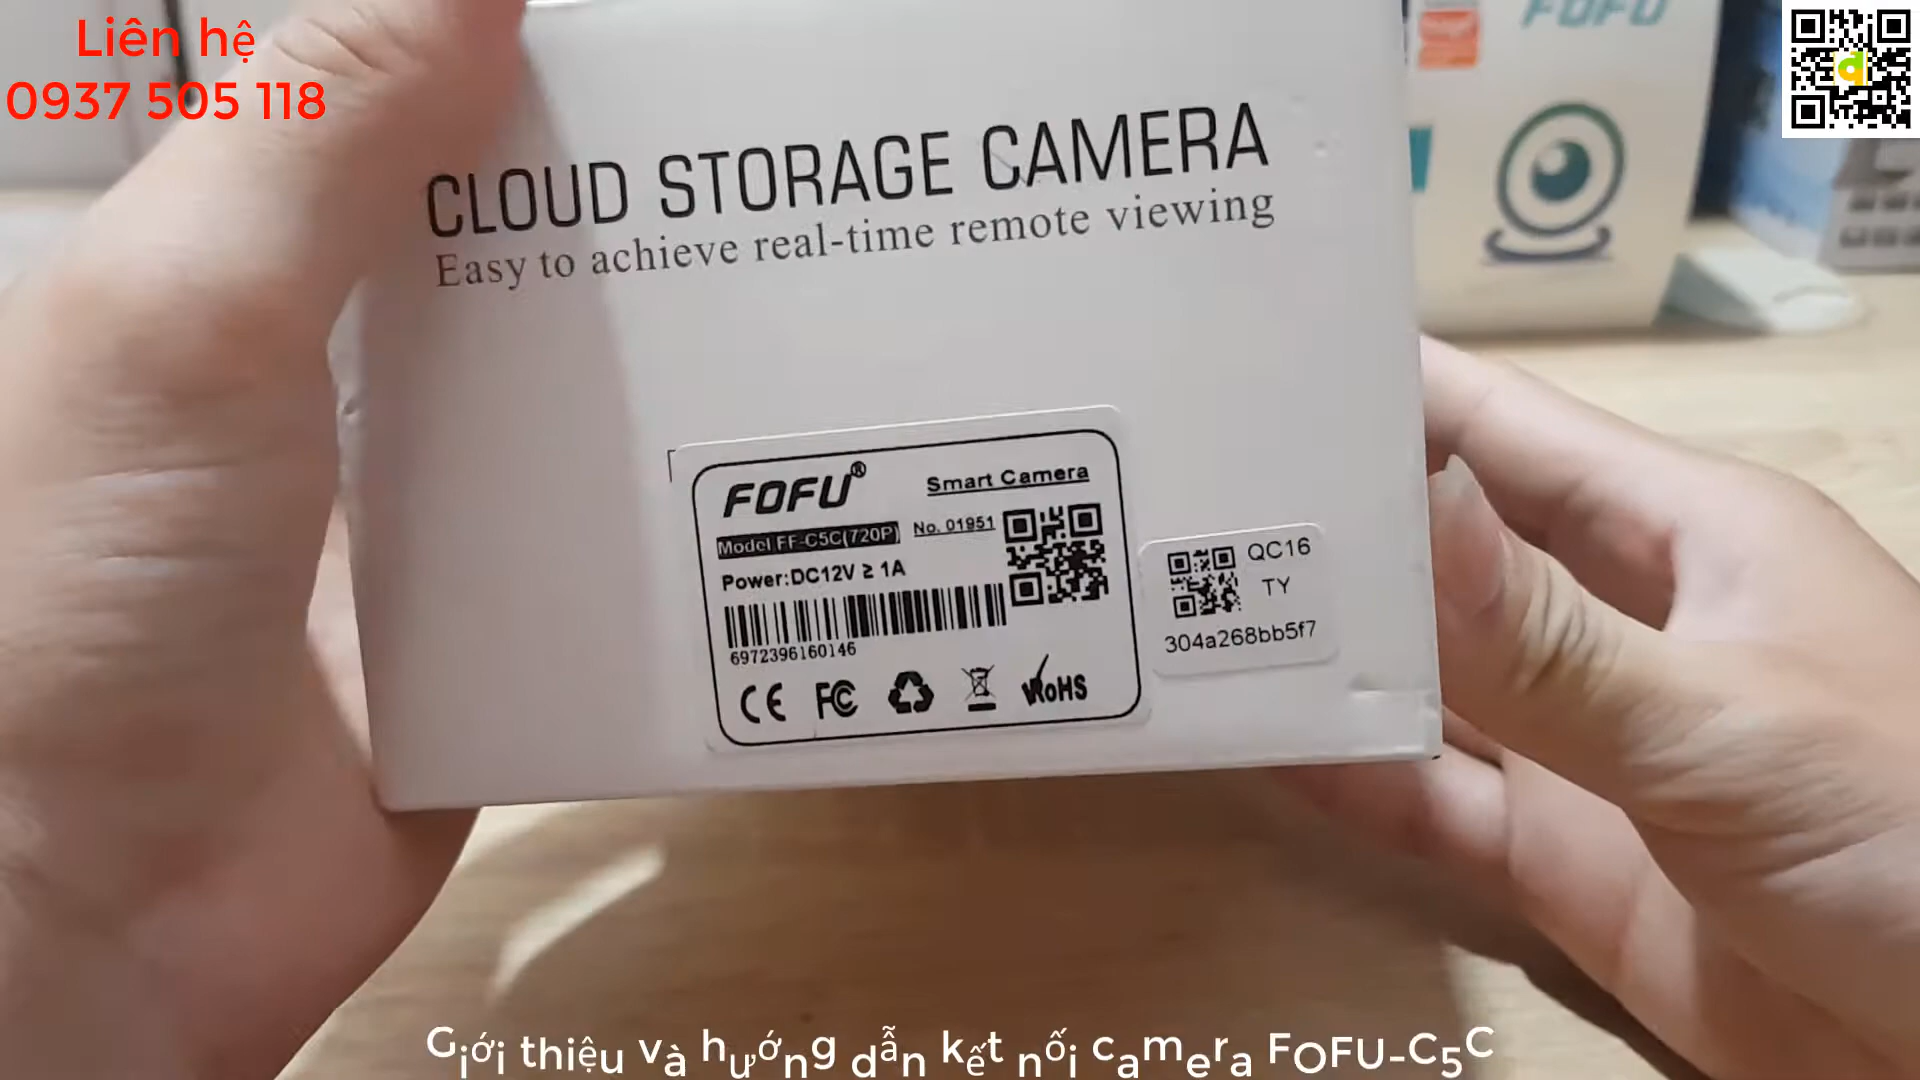 Liên hệ
0937 505 118
FOFU
CLOUD STORAGE CAMERA
Easy to achieve real-time remote viewing
FOFU®
Smart Camera
Model FF-C5C(720P)
No. 01951
Power:DC12V ≥ 1A
6972396160146
CE FC RoHS
QC16
TY
304a268bb5f7
Giới thiệu và hướng dẫn kết nối camera FOFU-C5C